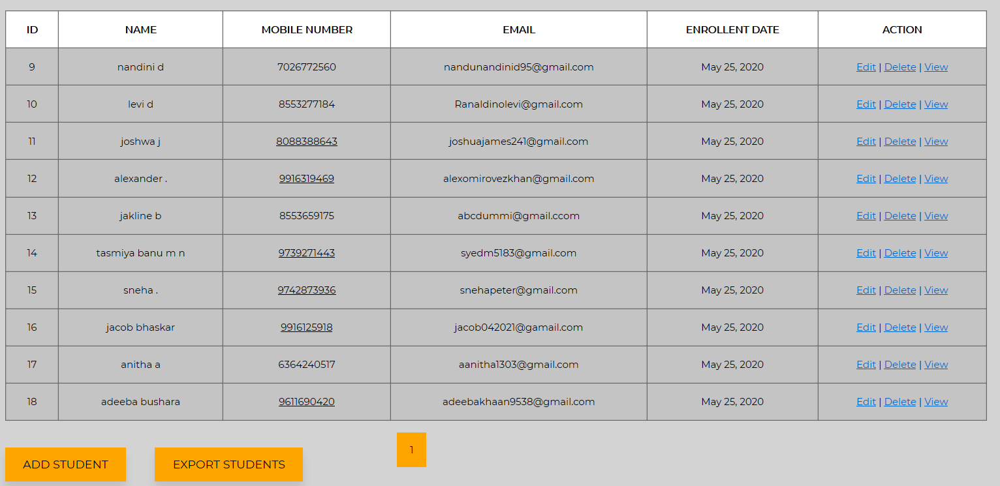 ID NAME MOBILE NUMBER EMAIL ENROLLENT DATE ACTION
9 nandini d 7026772560 nandunandinid95@gmail.com May 25, 2020 Edit | Delete | View
10 levi d 8553277184 Ranaldinolevi@gmail.com May 25, 2020 Edit | Delete | View
11 joshwa j 8088388643 joshuajames241@gmail.com May 25, 2020 Edit | Delete | View
12 alexander . 9916319469 alexomirovezkhan@gmail.com May 25, 2020 Edit | Delete | View
13 jakline b 8553659175 abcdummi@gmail.ccom May 25, 2020 Edit | Delete | View
14 tasmiya banu m n 9739271443 syedm5183@gmail.com May 25, 2020 Edit | Delete | View
15 sneha . 9742873936 snehapeter@gmail.com May 25, 2020 Edit | Delete | View
16 jacob bhaskar 9916125918 jacob042021@gamail.com May 25, 2020 Edit | Delete | View
17 anitha a 6364240517 aanitha1303@gmail.com May 25, 2020 Edit | Delete | View
18 adeeba bushara 9611690420 adeebakhaan9538@gmail.com May 25, 2020 Edit | Delete | View
1
ADD STUDENT EXPORT STUDENTS